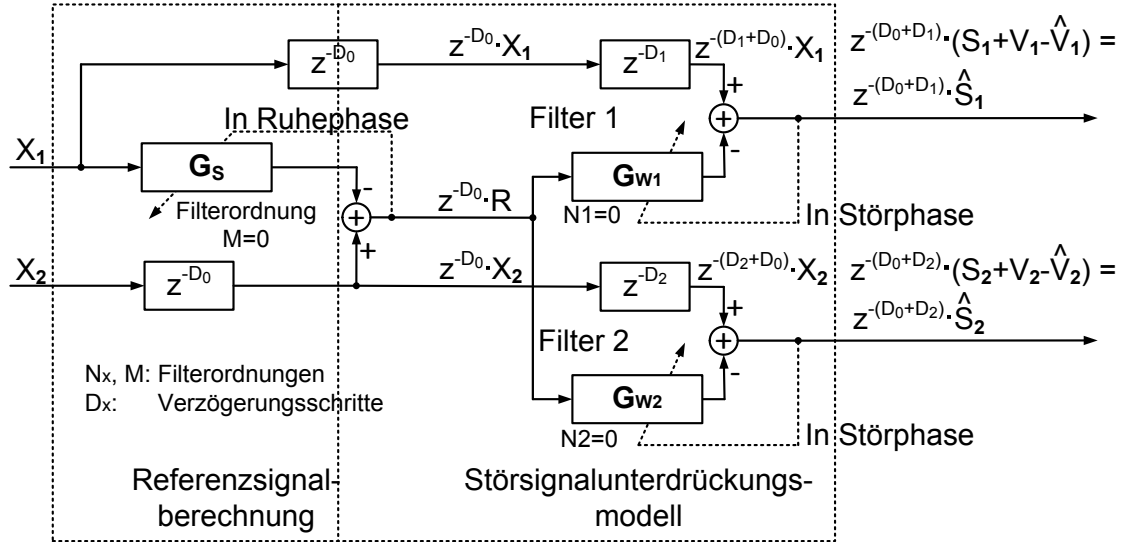 z^-D₀
z^-D₀·X₁
z^-D₁
z^-(D₁+D₀)·X₁
z^-(D₀+D₁)·(S₁+V₁-V̂₁) =
z^-(D₀+D₁)·Ŝ₁
+
+
-
In Ruhephase
Filter 1
X₁
G_S
-
+
+
Filterordnung
M=0
z^-D₀·R
G_W1
N1=0
In Störphase
X₂
z^-D₀
z^-D₀·X₂
z^-D₂
z^-(D₂+D₀)·X₂
z^-(D₀+D₂)·(S₂+V₂-V̂₂) =
z^-(D₀+D₂)·Ŝ₂
+
+
-
Filter 2
Nx, M: Filterordnungen
Dx: Verzögerungsschritte
G_W2
N2=0
In Störphase
Referenzsignal-
berechnung
Störsignalunterdrückungs-
modell